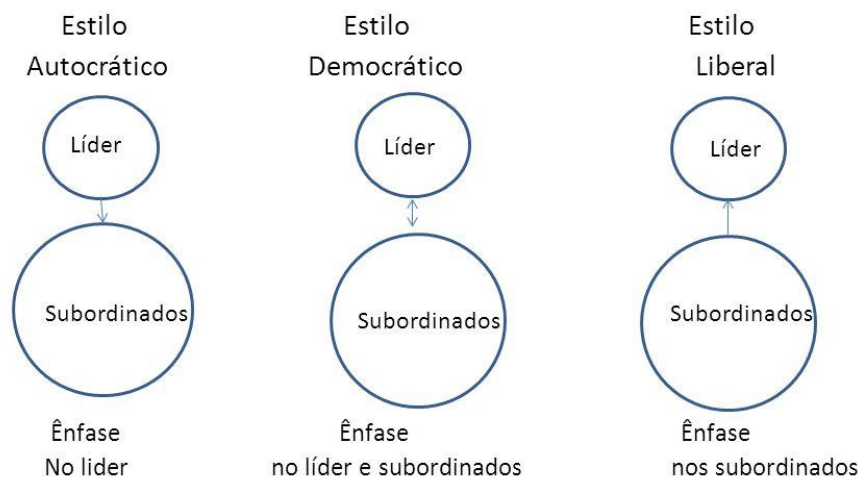 Estilo
Autocrático
Líder
Subordinados
Ênfase
No lider
Estilo
Democrático
Líder
Subordinados
Ênfase
no líder e subordinados
Estilo
Liberal
Líder
Subordinados
Ênfase
nos subordinados